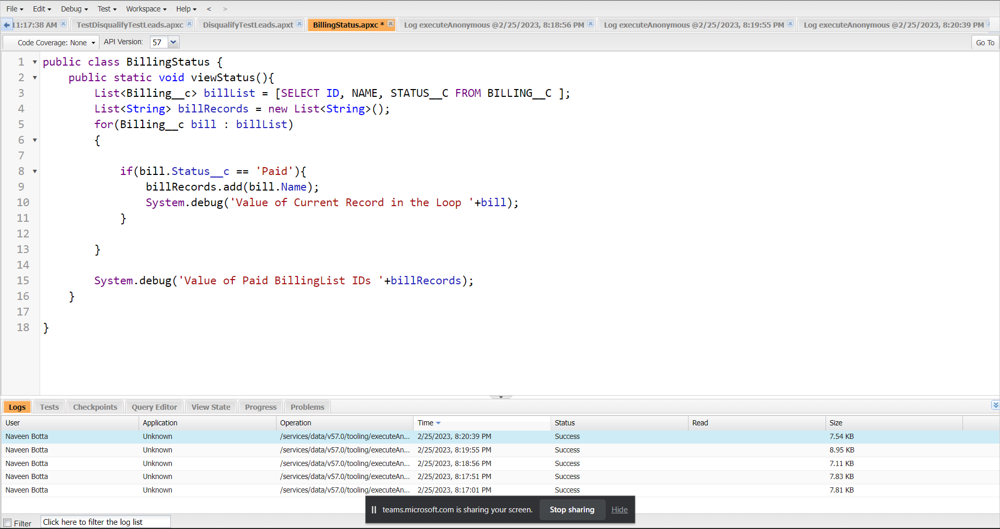 File Edit Debug Test Workspace Help < >
11:17:38 AM TestDisqualifyTestLeads.apxc DisqualifyTestLeads.apxt BillingStatus.apxc * Log executeAnonymous @2/25/2023, 8:18:56 PM Log executeAnonymous @2/25/2023, 8:19:55 PM Log executeAnonymous @2/25/2023, 8:20:39 PM
Code Coverage: None API Version: 57 Go To
1 public class BillingStatus {
2 public static void viewStatus(){
3 List<Billing__c> billList = [SELECT ID, NAME, STATUS__C FROM BILLING__C ];
4 List<String> billRecords = new List<String>();
5 for(Billing__c bill : billList)
6 {
7
8 if(bill.Status__c == 'Paid'){
9 billRecords.add(bill.Name);
10 System.debug('Value of Current Record in the Loop '+bill);
11 }
12
13 }
14
15 System.debug('Value of Paid BillingList IDs '+billRecords);
16 }
17
18 }
Logs Tests Checkpoints Query Editor View State Progress Problems
User Application Operation Time Status Read Size
Naveen Botta Unknown /services/data/v57.0/tooling/executeAn... 2/25/2023, 8:20:39 PM Success 7.54 KB
Naveen Botta Unknown /services/data/v57.0/tooling/executeAn... 2/25/2023, 8:19:55 PM Success 8.95 KB
Naveen Botta Unknown /services/data/v57.0/tooling/executeAn... 2/25/2023, 8:18:56 PM Success 7.11 KB
Naveen Botta Unknown /services/data/v57.0/tooling/executeAn... 2/25/2023, 8:17:51 PM Success 7.83 KB
Naveen Botta Unknown /services/data/v57.0/tooling/executeAn... 2/25/2023, 8:17:01 PM Success 7.81 KB
teams.microsoft.com is sharing your screen. Stop sharing Hide
Filter Click here to filter the log list